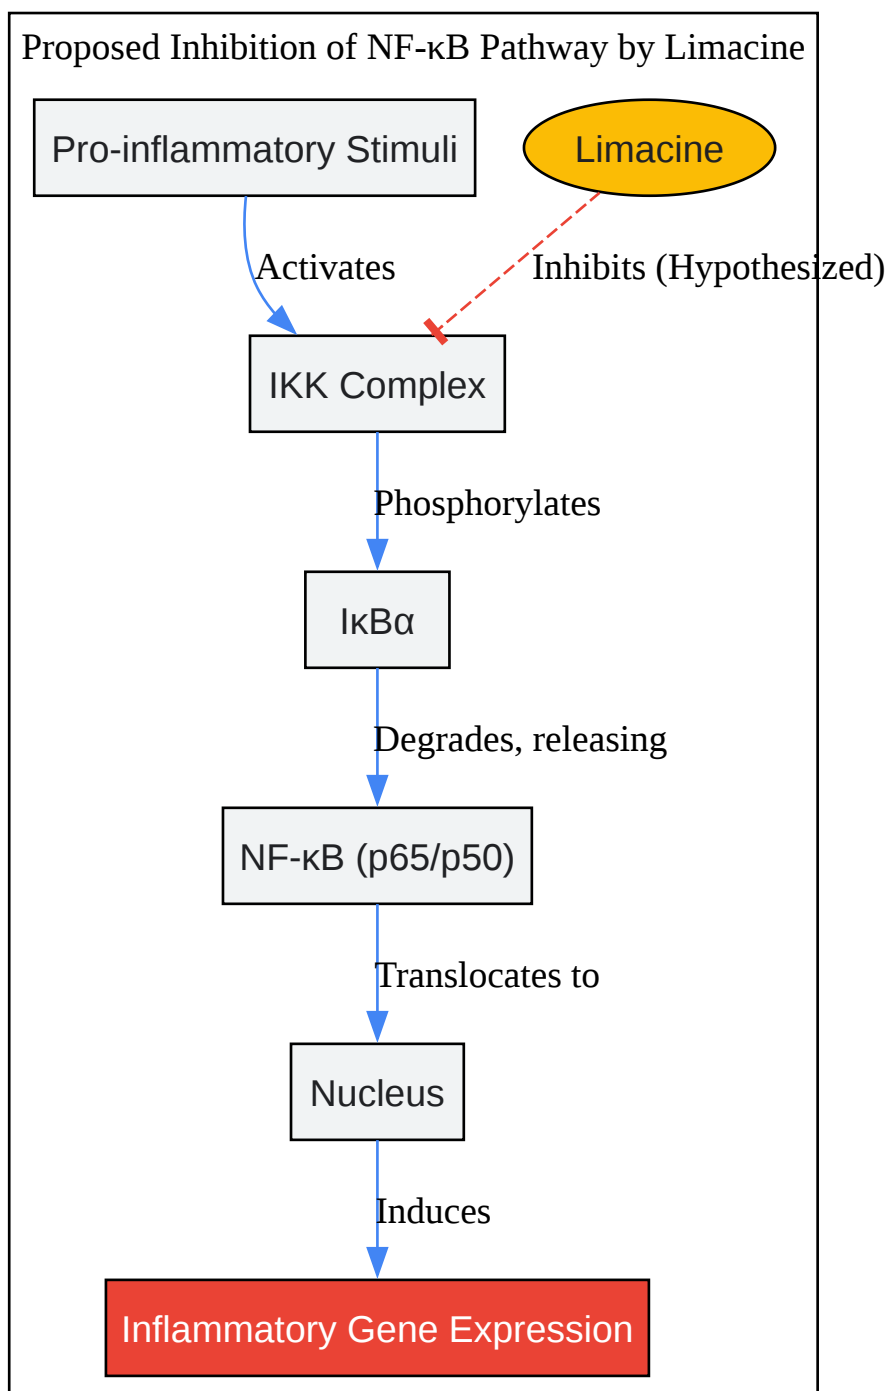 Proposed Inhibition of NF-κB Pathway by Limacine
Pro-inflammatory Stimuli
Limacine
Activates
Inhibits (Hypothesized)
IKK Complex
Phosphorylates
IκBα
Degrades, releasing
NF-κB (p65/p50)
Translocates to
Nucleus
Induces
Inflammatory Gene Expression